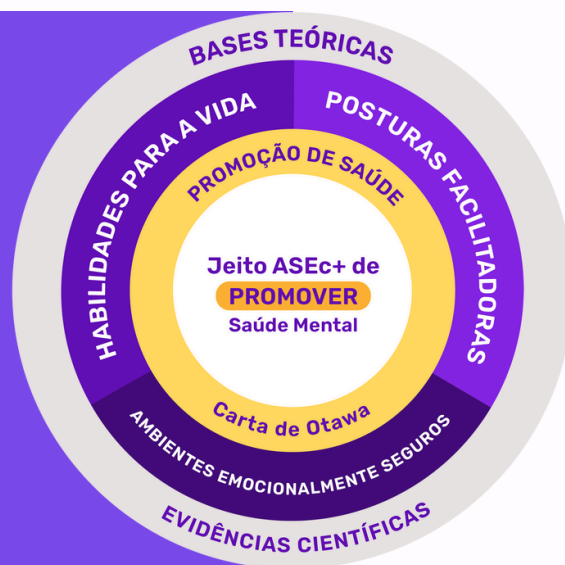 BASES TEÓRICAS
HABILIDADES PARA A VIDA
POSTURAS FACILITADORAS
PROMOÇÃO DE SAÚDE
Jeito ASEc+ de
PROMOVER
Saúde Mental
Carta de Otawa
AMBIENTES EMOCIONALMENTE SEGUROS
EVIDÊNCIAS CIENTÍFICAS